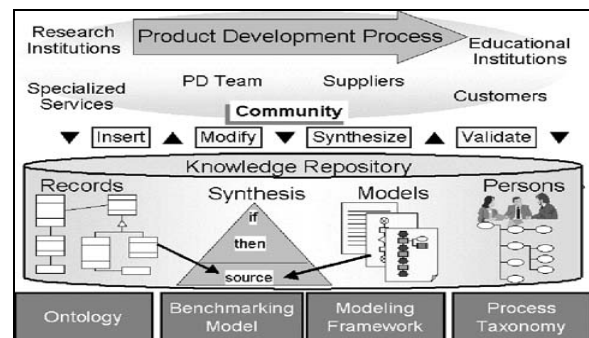 Research
Institutions
Product Development Process
Educational
Institutions
Specialized
Services
PD Team
Suppliers
Customers
Community
Insert
Modify
Synthesize
Validate
Knowledge Repository
Records
Synthesis
Models
Persons
if
then
source
Ontology
Benchmarking
Model
Modeling
Framework
Process
Taxonomy